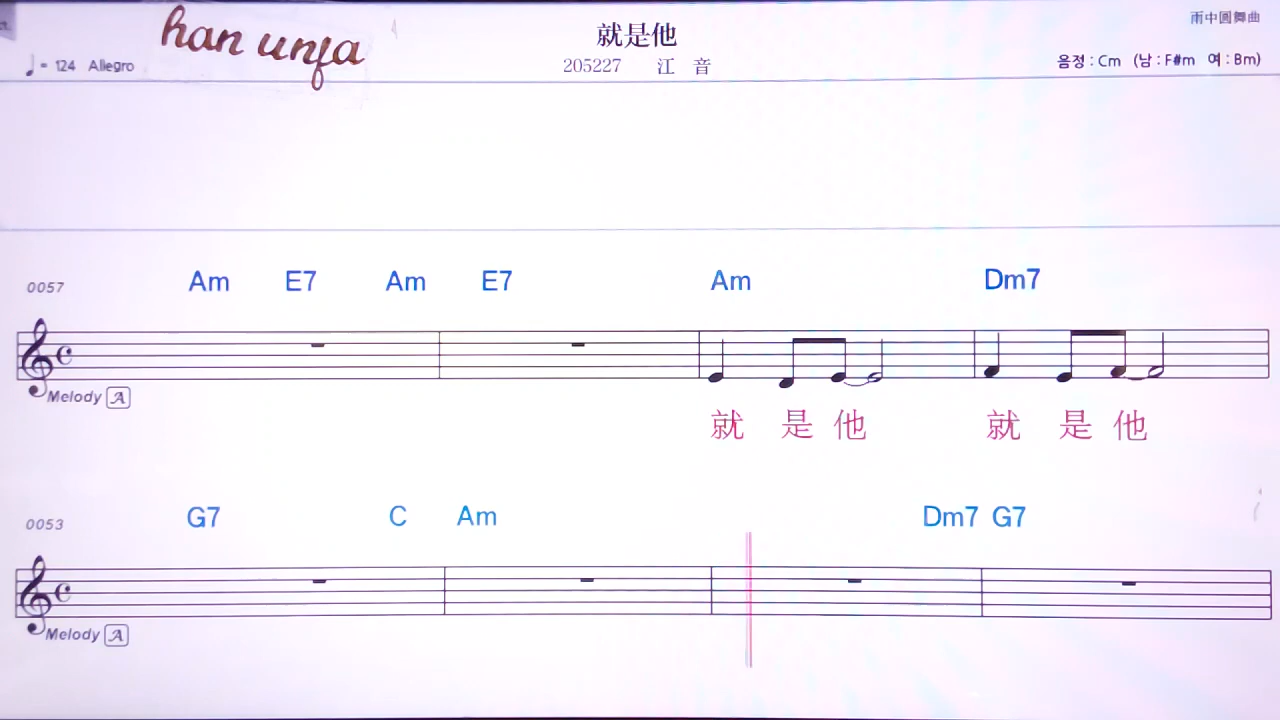 han unfa
就是他
雨中圓舞曲
♩= 124 Allegro
205227 江 音
음정 : Cm (남 : F#m 여 : Bm)
0057 Am E7 Am E7 Am Dm7
Melody A
就 是 他 就 是 他
0053 G7 C Am Dm7 G7
Melody A